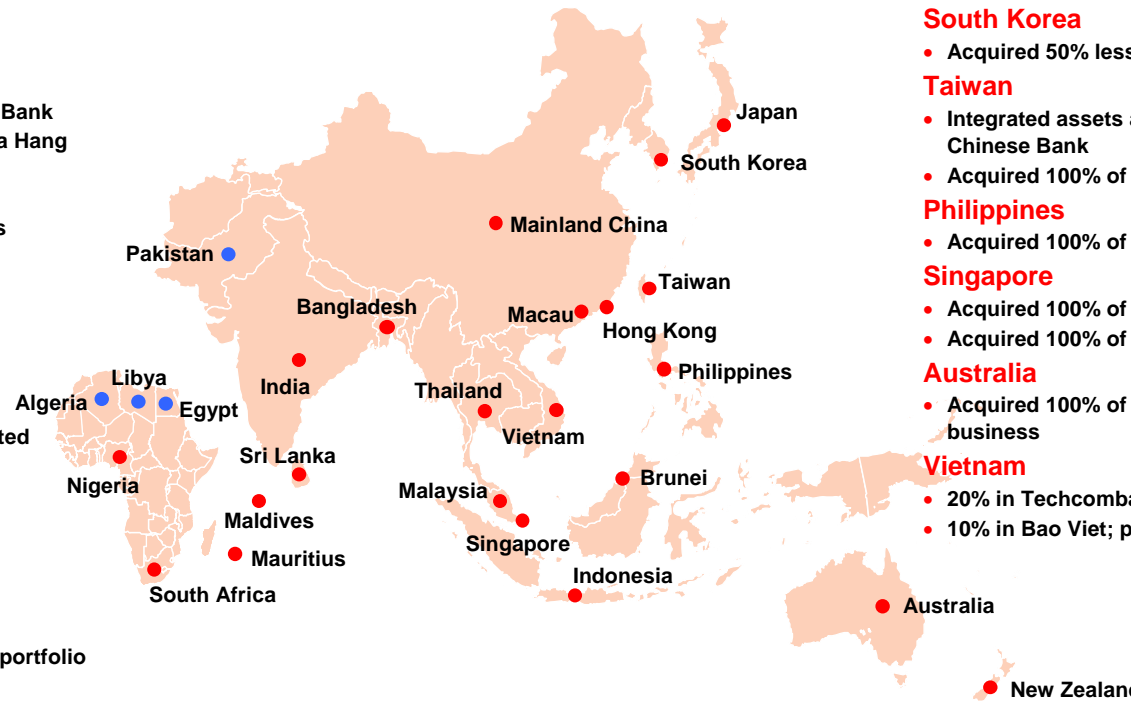 Bank
a Hang
s
ted
portfolio
Japan
South Korea
Mainland China
Pakistan
Taiwan
Bangladesh
Macau
Hong Kong
India
Philippines
Libya
Algeria
Egypt
Thailand
Vietnam
Sri Lanka
Nigeria
Malaysia
Brunei
Maldives
Singapore
Mauritius
Indonesia
South Africa
Australia
New Zealan
South Korea
• Acquired 50% less
Taiwan
• Integrated assets a
Chinese Bank
• Acquired 100% of
Philippines
• Acquired 100% of
Singapore
• Acquired 100% of
• Acquired 100% of
Australia
• Acquired 100% of
business
Vietnam
• 20% in Techcomba
• 10% in Bao Viet; p